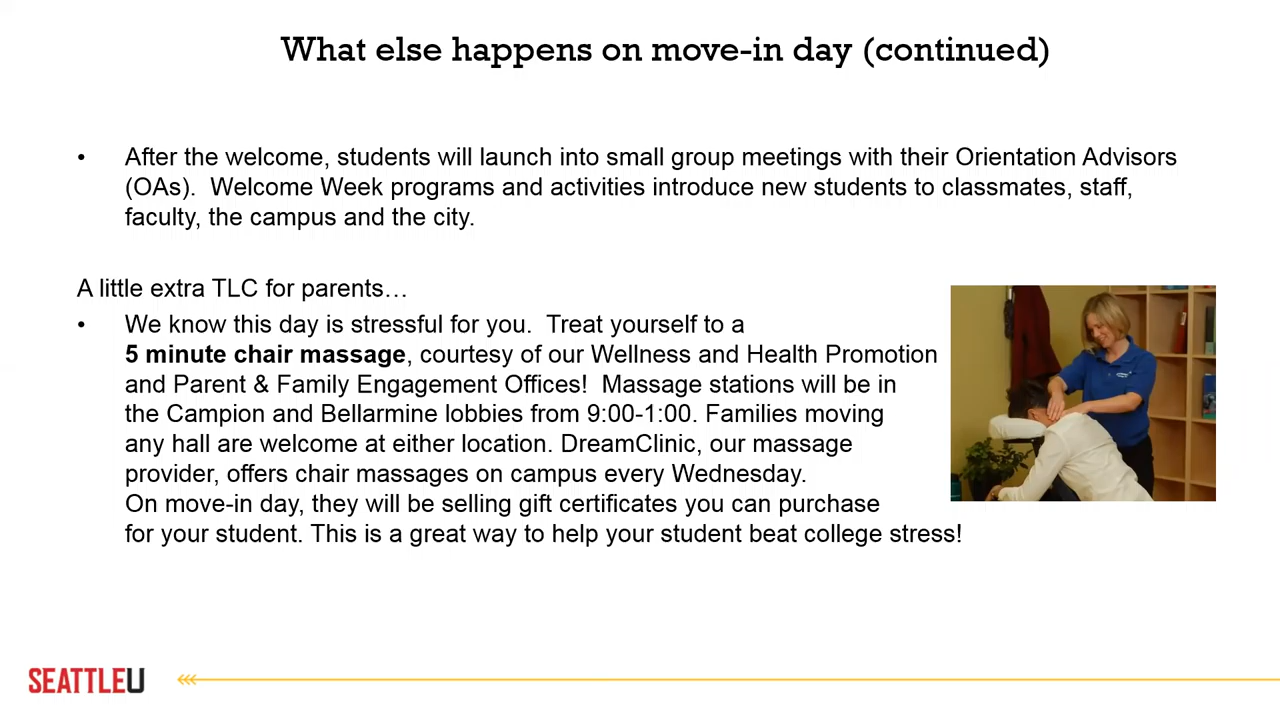 What else happens on move-in day (continued)
• After the welcome, students will launch into small group meetings with their Orientation Advisors
(OAs).  Welcome Week programs and activities introduce new students to classmates, staff,
faculty, the campus and the city.
A little extra TLC for parents…
• We know this day is stressful for you.  Treat yourself to a
5 minute chair massage, courtesy of our Wellness and Health Promotion
and Parent & Family Engagement Offices!  Massage stations will be in
the Campion and Bellarmine lobbies from 9:00-1:00. Families moving
any hall are welcome at either location. DreamClinic, our massage
provider, offers chair massages on campus every Wednesday.
On move-in day, they will be selling gift certificates you can purchase
for your student. This is a great way to help your student beat college stress!
SEATTLEU